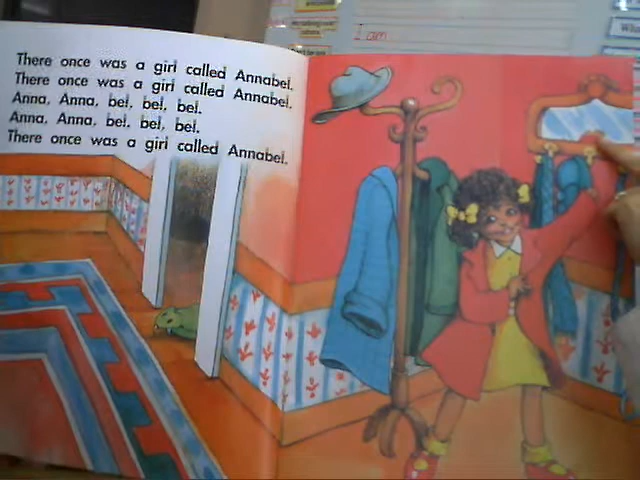 There once was a girl called Annabel.
There once was a girl called Annabel.
Anna, Anna, bel, bel, bel.
Anna, Anna, bel, bel, bel.
There once was a girl called Annabel.
I am